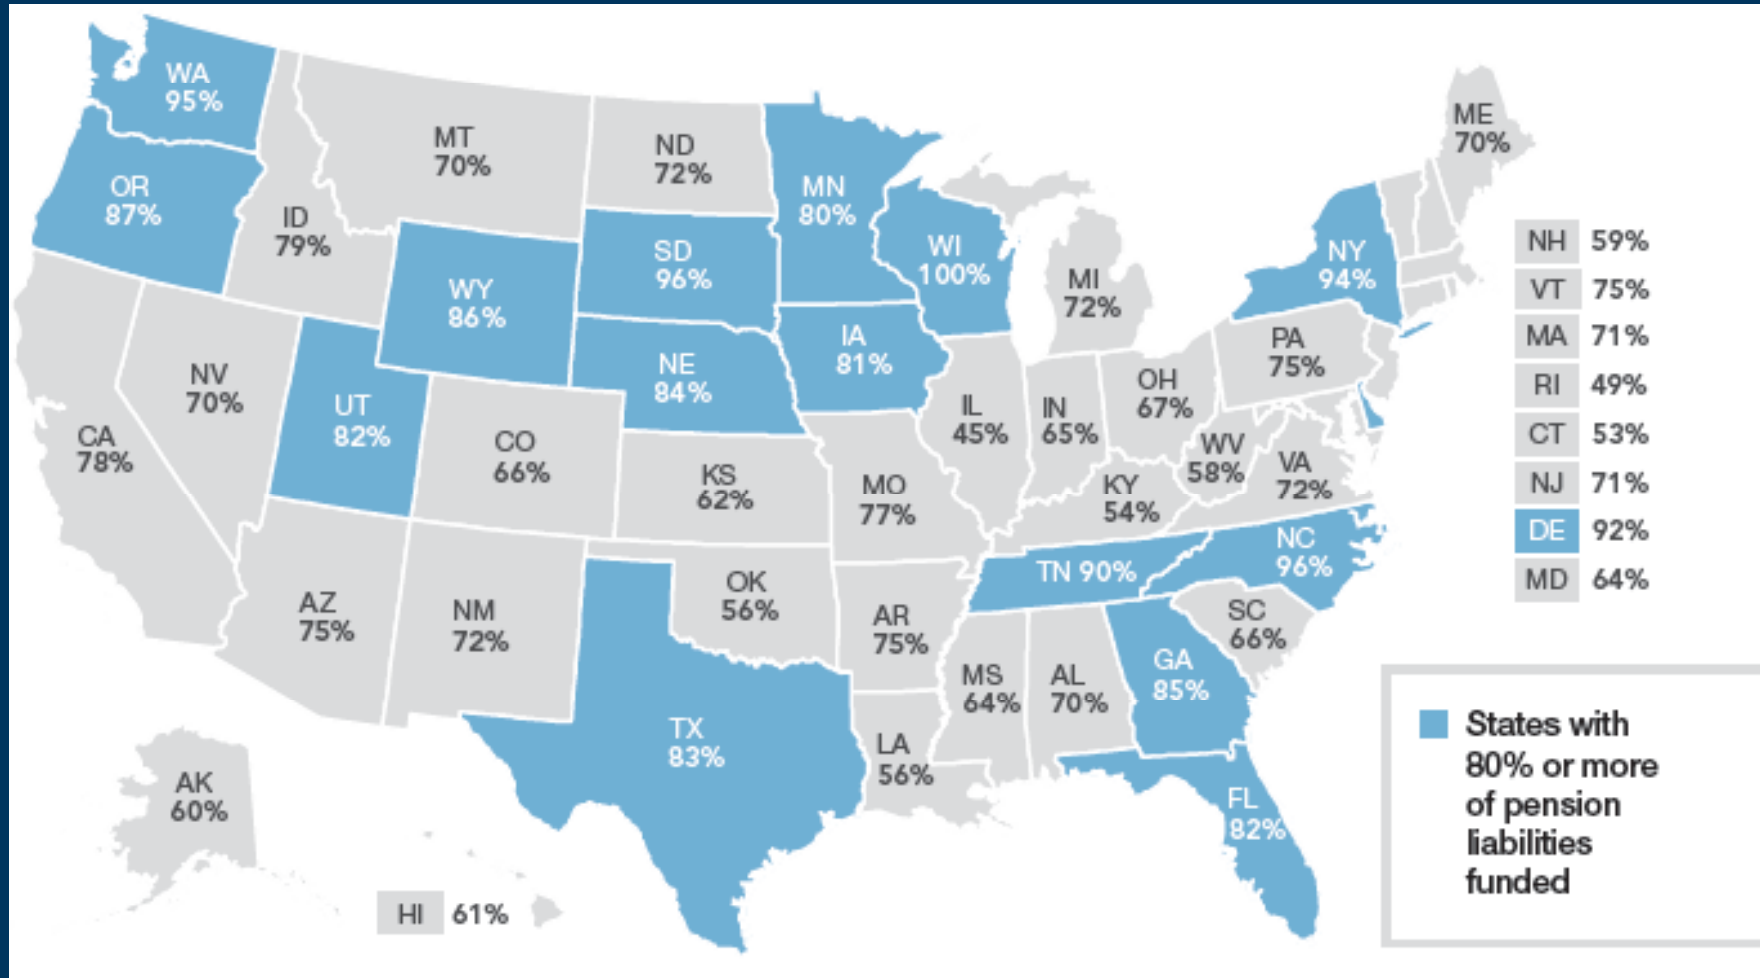 WA
95%
OR
87%
ID
79%
MT
70%
ND
72%
MN
80%
SD
96%
WY
86%
WI
100%
MI
72%
NY
94%
ME
70%
NE
84%
IA
81%
PA
75%
NV
70%
UT
82%
CA
78%
CO
66%
KS
62%
MO
77%
IL
45%
IN
65%
OH
67%
WV
58%
VA
72%
KY
54%
NC
96%
TN 90%
AZ
75%
NM
72%
OK
56%
AR
75%
SC
66%
MS
64%
AL
70%
GA
85%
TX
83%
LA
56%
FL
82%
AK
60%
HI 61%
NH 59%
VT 75%
MA 71%
RI 49%
CT 53%
NJ 71%
DE 92%
MD 64%
States with
80% or more
of pension
liabilities
funded